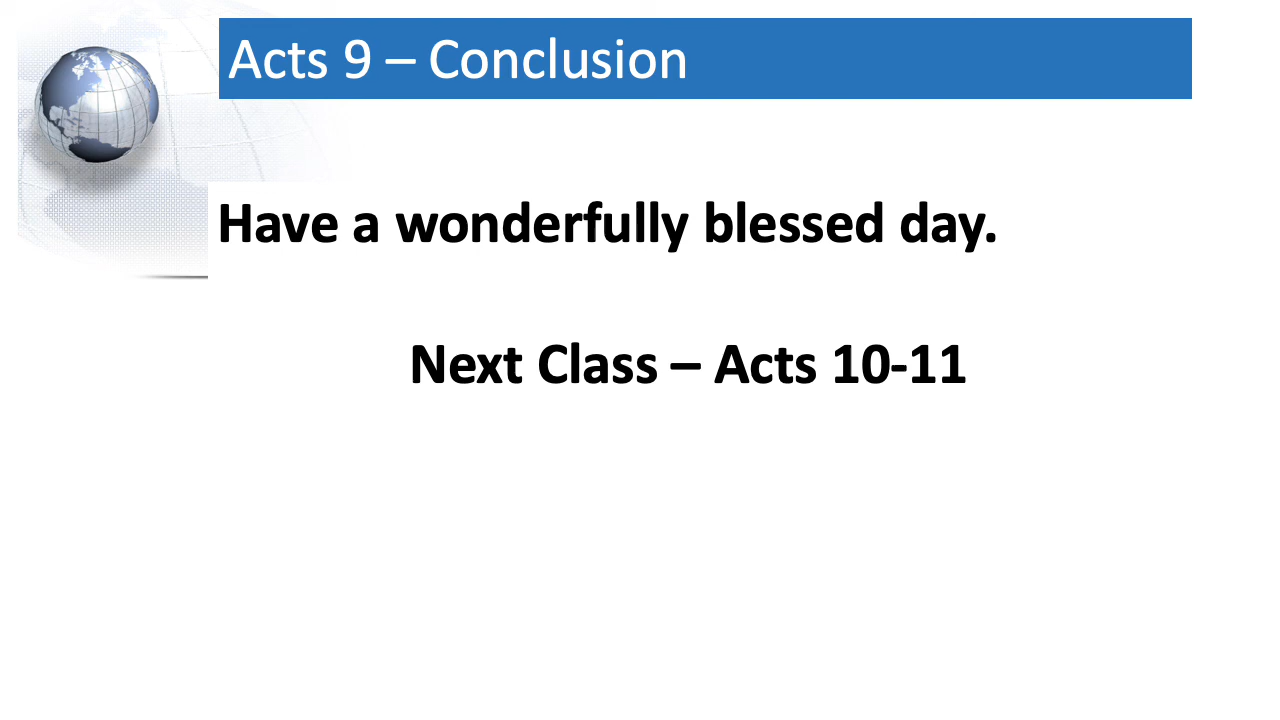 Acts 9 – Conclusion
Have a wonderfully blessed day.
Next Class – Acts 10-11